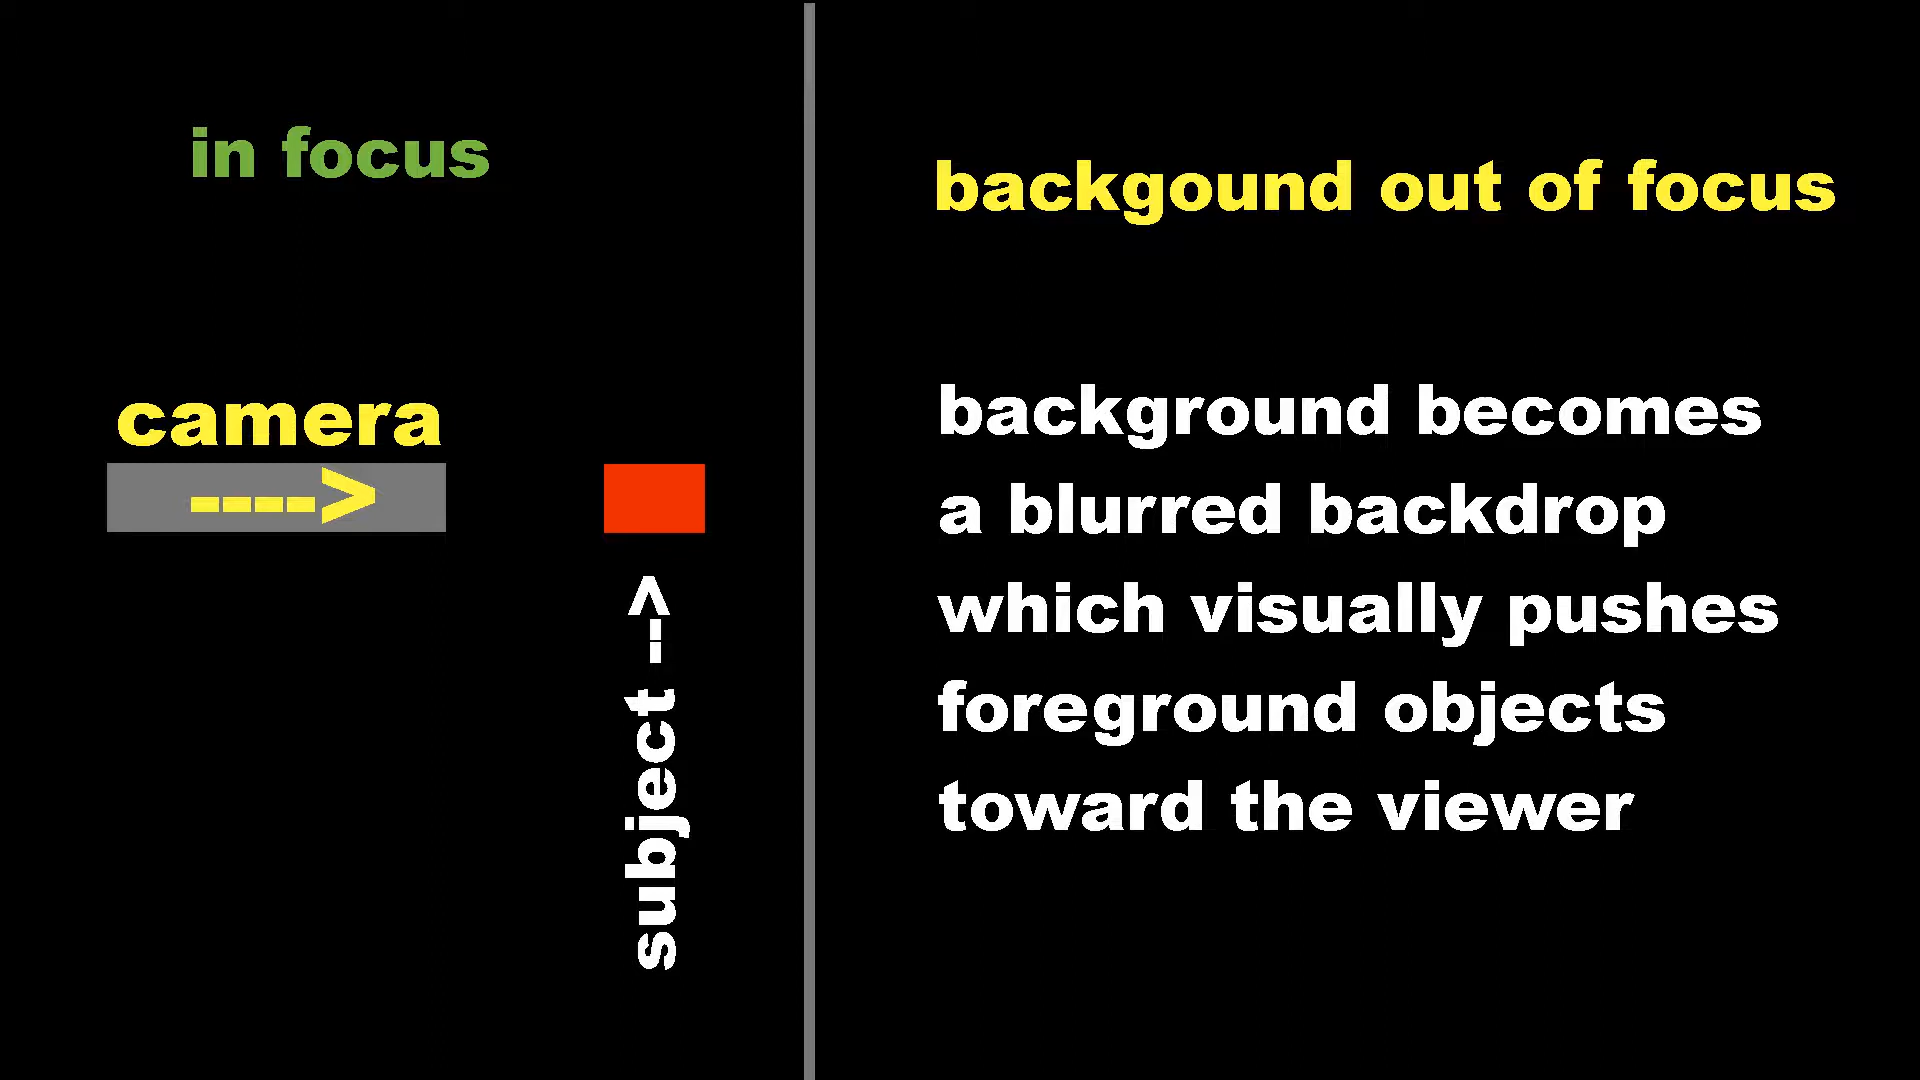 in focus
camera
---->
subject -->
backgound out of focus
background becomes
a blurred backdrop
which visually pushes
foreground objects
toward the viewer